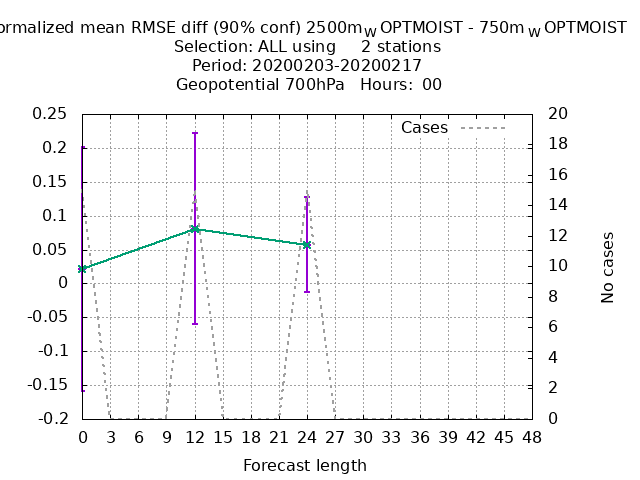 ormalized mean RMSE diff (90% conf) 2500mW OPTMOIST - 750mW OPTMOIST
Selection: ALL using 2 stations
Period: 20200203-20200217
Geopotential 700hPa Hours: 00
Cases
0.25
0.2
0.15
0.1
0.05
0
-0.05
-0.1
-0.15
-0.2
20
18
16
14
12
10
8
6
4
2
0
No cases
0 3 6 9 12 15 18 21 24 27 30 33 36 39 42 45 48
Forecast length